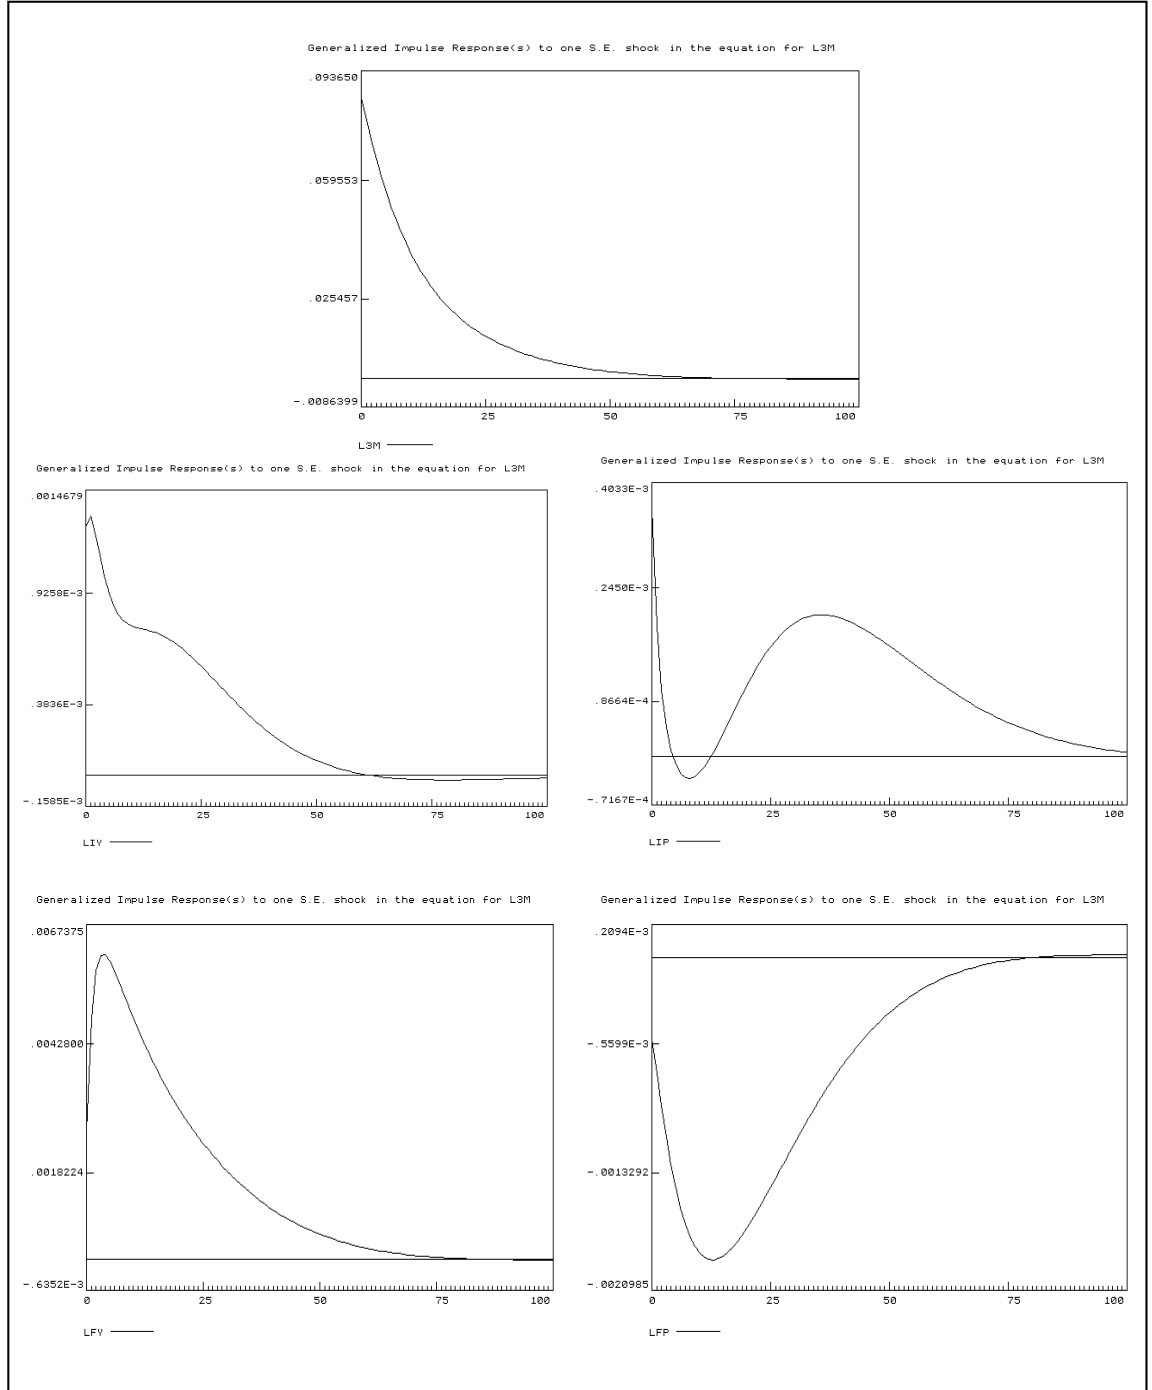 Generalized Impulse Response(s) to one S.E. shock in the equation for L3M
.093650
.059553
.025457
-.0086399
0 25 50 75 100
L3M
Generalized Impulse Response(s) to one S.E. shock in the equation for L3M
.0014679
.9258E-3
.3836E-3
-.1585E-3
0 25 50 75 100
LIY
Generalized Impulse Response(s) to one S.E. shock in the equation for L3M
.4033E-3
.2450E-3
.8664E-4
-.7167E-4
0 25 50 75 100
LIP
Generalized Impulse Response(s) to one S.E. shock in the equation for L3M
.0067375
.0042800
.0018224
-.6352E-3
0 25 50 75 100
LFY
Generalized Impulse Response(s) to one S.E. shock in the equation for L3M
.2094E-3
-.5599E-3
-.0013292
-.0020985
0 25 50 75 100
LFP